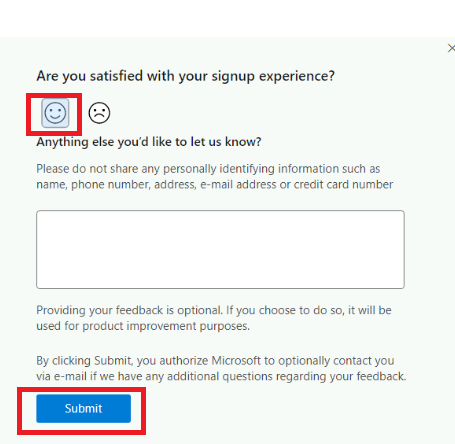 Are you satisfied with your signup experience?
Anything else you'd like to let us know?
Please do not share any personally identifying information such as
name, phone number, address, e-mail address or credit card number
Providing your feedback is optional. If you choose to do so, it will be
used for product improvement purposes.
By clicking Submit, you authorize Microsoft to optionally contact you
via e-mail if we have any additional questions regarding your feedback.
Submit